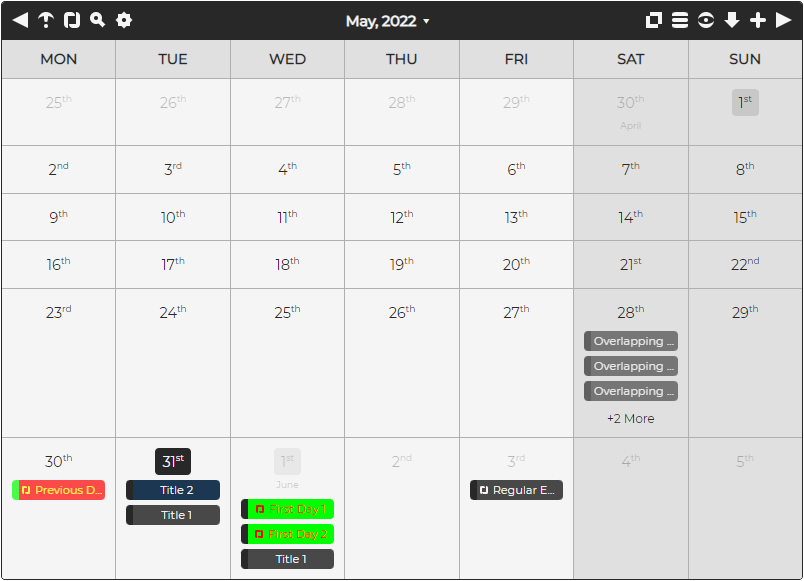 May, 2022
MON TUE WED THU FRI SAT SUN
25th 26th 27th 28th 29th 30th 1st
April
2nd 3rd 4th 5th 6th 7th 8th
9th 10th 11th 12th 13th 14th 15th
16th 17th 18th 19th 20th 21st 22nd
23rd 24th 25th 26th 27th 28th 29th
Overlapping ...
Overlapping ...
Overlapping ...
+2 More
30th 31st 1st 2nd 3rd 4th 5th
June
Previous D... Title 2 Regular E...
First Day 1
Title 1
First Day 2
Title 1